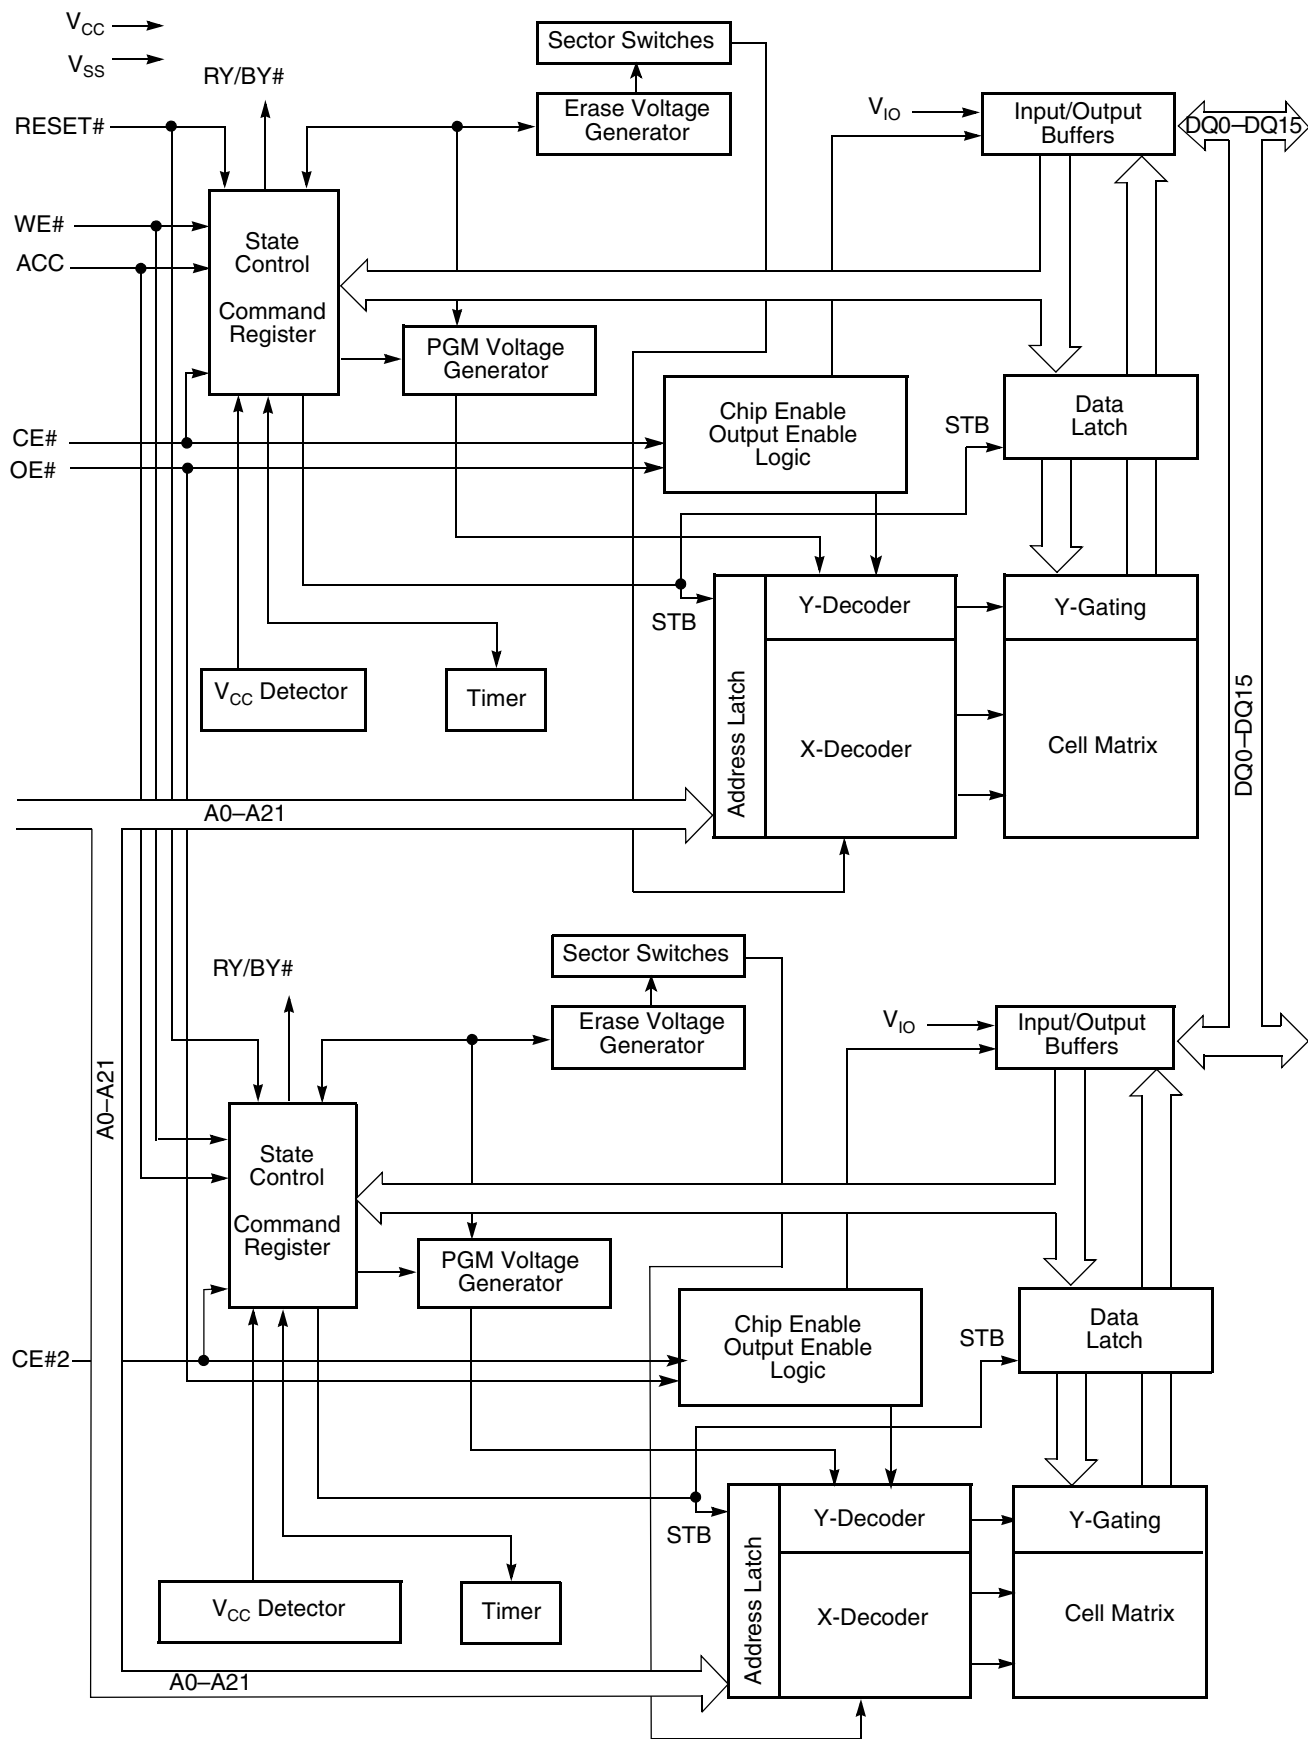 VCC
VSS
RY/BY#
Sector Switches
Erase Voltage
Generator
VIO
Input/Output
Buffers
DQ0–DQ15
RESET#
WE#
ACC
State
Control
Command
Register
PGM Voltage
Generator
CE#
OE#
Chip Enable
Output Enable
Logic
STB
Data
Latch
STB
Y-Decoder
Y-Gating
VCC Detector
Timer
Address Latch
X-Decoder
Cell Matrix
DQ0–DQ15
A0–A21
RY/BY#
Sector Switches
Erase Voltage
Generator
VIO
Input/Output
Buffers
A0–A21
State
Control
Command
Register
PGM Voltage
Generator
CE#2
Chip Enable
Output Enable
Logic
STB
Data
Latch
STB
Y-Decoder
Y-Gating
VCC Detector
Timer
Address Latch
X-Decoder
Cell Matrix
A0–A21